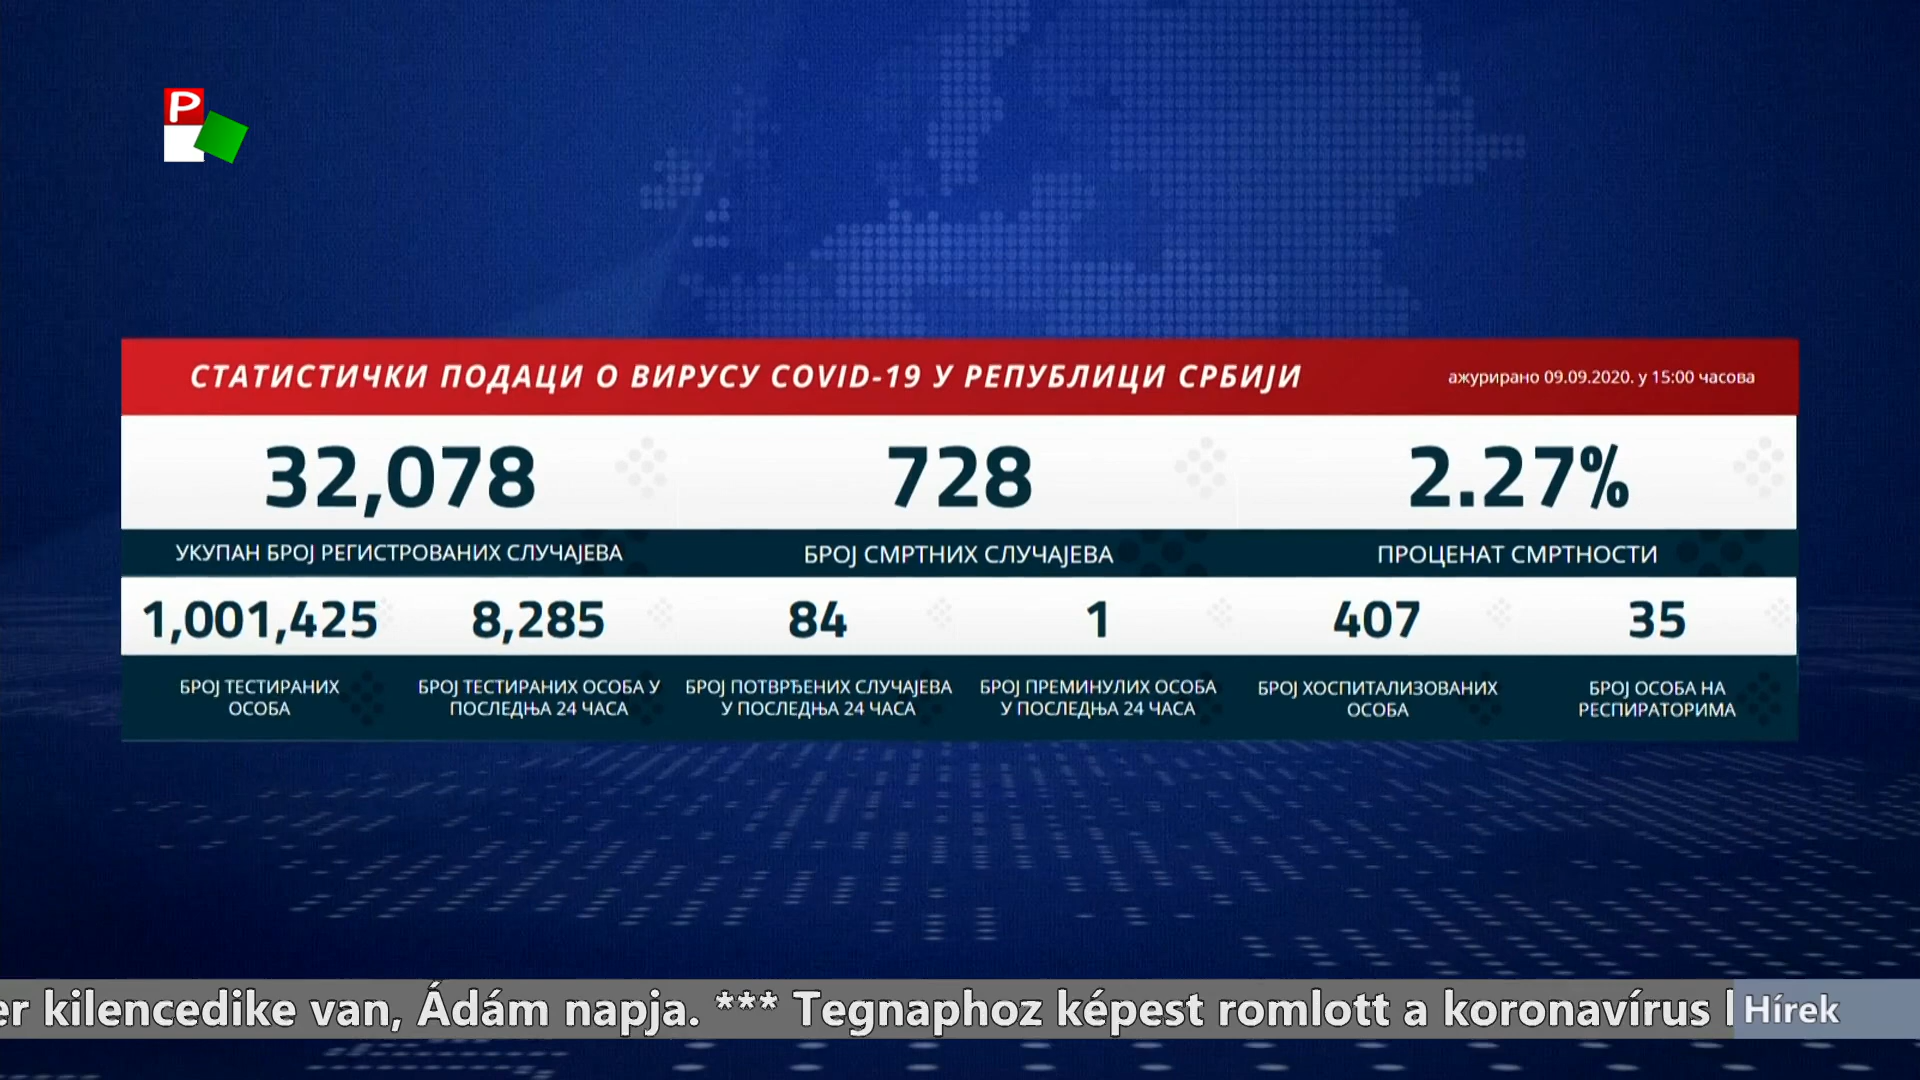 P
СТАТИСТИЧКИ ПОДАЦИ О ВИРУСУ COVID-19 У РЕПУБЛИЦИ СРБИЈИ
ажурирано 09.09.2020. у 15:00 часова
32,078
728
2.27%
УКУПАН БРОЈ РЕГИСТРОВАНИХ СЛУЧАЈЕВА
БРОЈ СМРТНИХ СЛУЧАЈЕВА
ПРОЦЕНАТ СМРТНОСТИ
1,001,425
8,285
84
1
407
35
БРОЈ ТЕСТИРАНИХ
ОСОБА
БРОЈ ТЕСТИРАНИХ ОСОБА У
ПОСЛЕДЊА 24 ЧАСА
БРОЈ ПОТВРЂЕНИХ СЛУЧАЈЕВА
У ПОСЛЕДЊА 24 ЧАСА
БРОЈ ПРЕМИНУЛИХ ОСОБА
У ПОСЛЕДЊА 24 ЧАСА
БРОЈ ХОСПИТАЛИЗОВАНИХ
ОСОБА
БРОЈ ОСОБА НА
РЕСПИРАТОРИМА
er kilencedike van, Ádám napja. *** Tegnaphoz képest romlott a koronavírus
Hírek